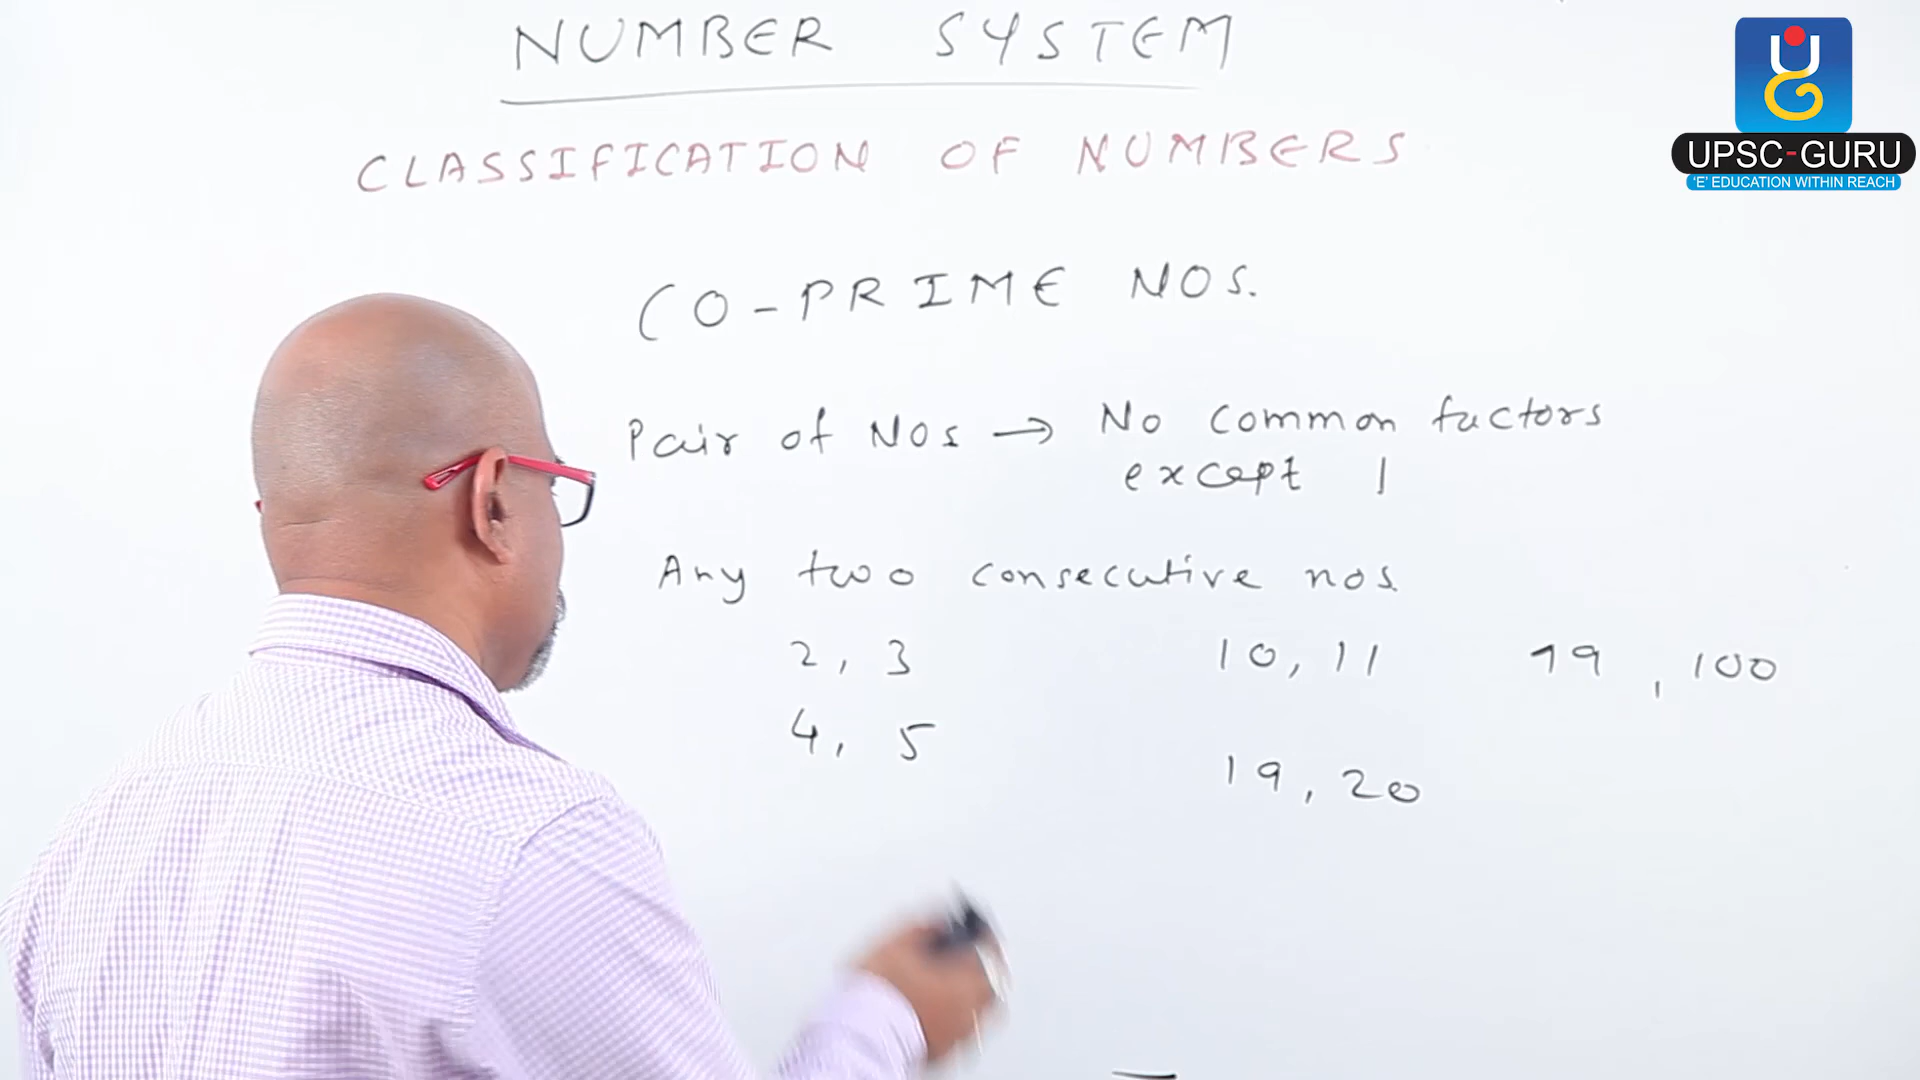 NUMBER SYSTEM
CLASSIFICATION OF NUMBERS
CO-PRIME NOS.
Pair of NOs → No common factors
except 1
Any two consecutive nos.
2, 3 10, 11 99, 100
4, 5 19, 20
UG
UPSC-GURU
'E' EDUCATION WITHIN REACH